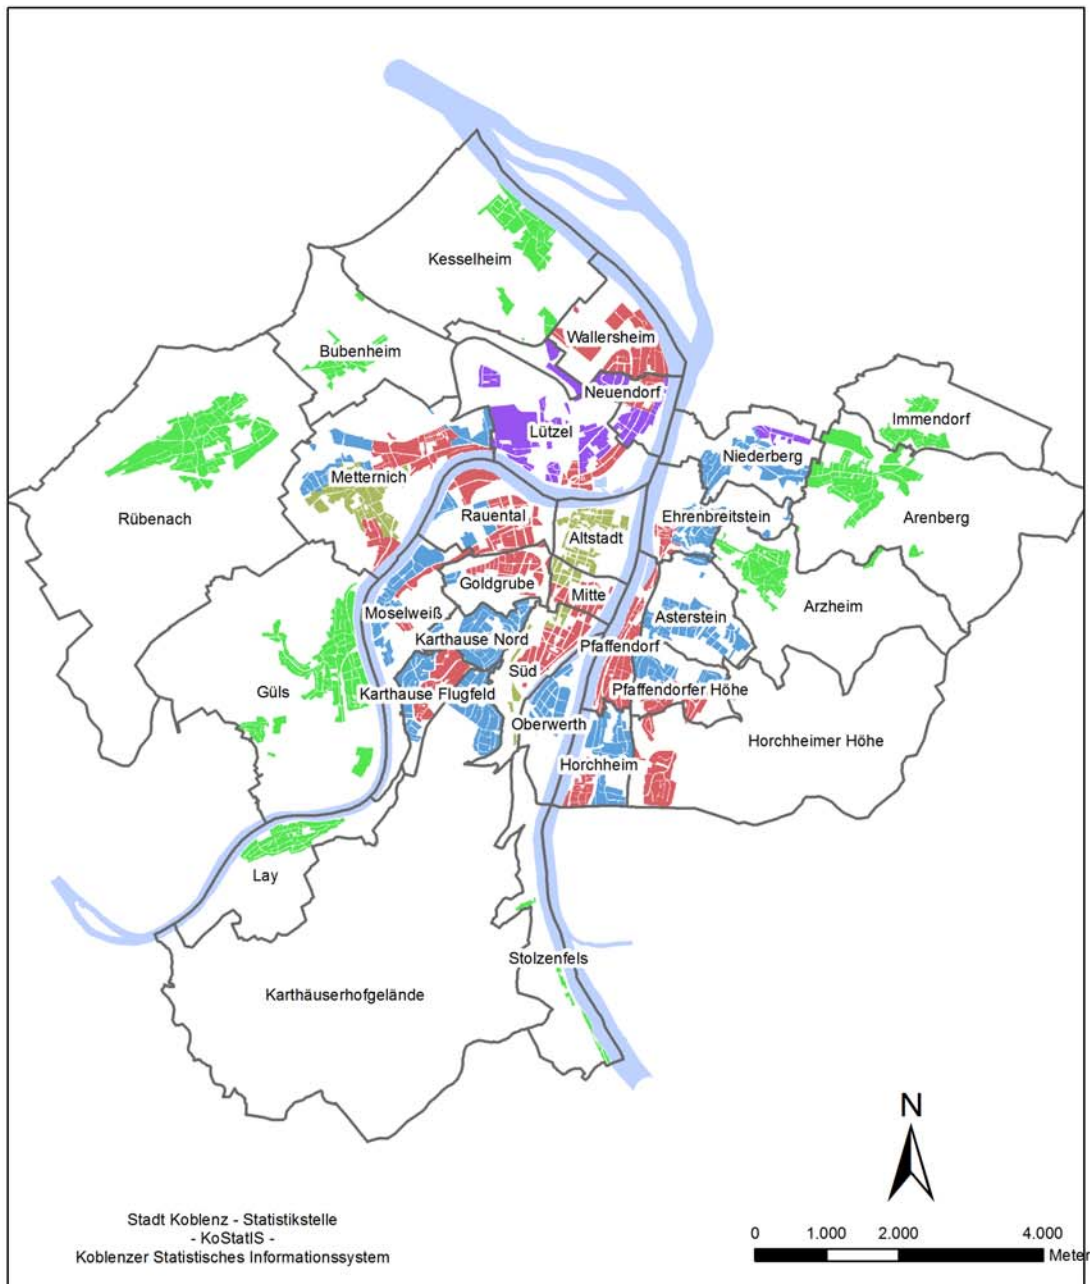 Kesselheim
Wallersheim
Bubenheim
Neuendorf
Immendorf
Lützel
Niederberg
Metternich
Rübenach
Rauental
Ehrenbreitstein
Arenberg
Altstadt
Goldgrube
Mitte
Arzheim
Moselweiß
Asterstein
Karthause Nord
Pfaffendorf
Süd
Güls
Karthause Flugfeld
Pfaffendorfer Höhe
Oberwerth
Horchheimer Höhe
Horchheim
Lay
Stolzenfels
Karthäuserhofgelände
N
Stadt Koblenz - Statistikstelle
- KoStatIS -
Koblenzer Statistisches Informationssystem
0 1.000 2.000 4.000
Meter